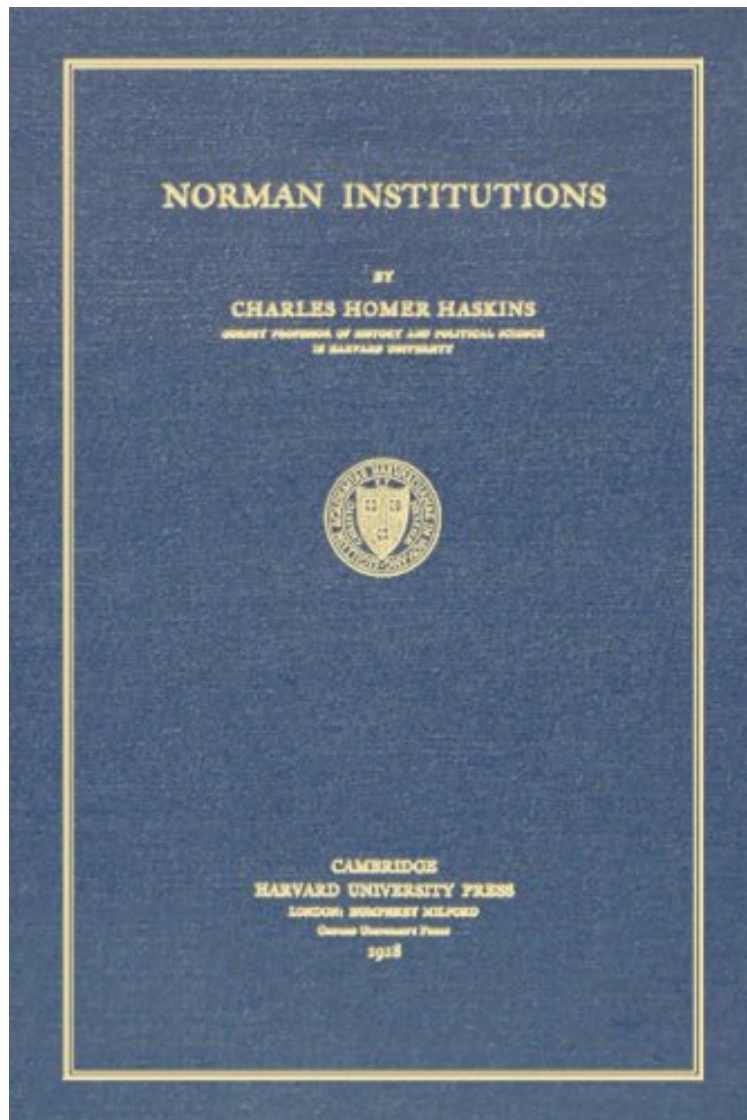 NORMAN INSTITUTIONS
BY
CHARLES HOMER HASKINS
GURNEY PROFESSOR OF HISTORY AND POLITICAL SCIENCE
IN HARVARD UNIVERSITY
CAMBRIDGE
HARVARD UNIVERSITY PRESS
LONDON: HUMPHREY MILFORD
OXFORD UNIVERSITY PRESS
1918